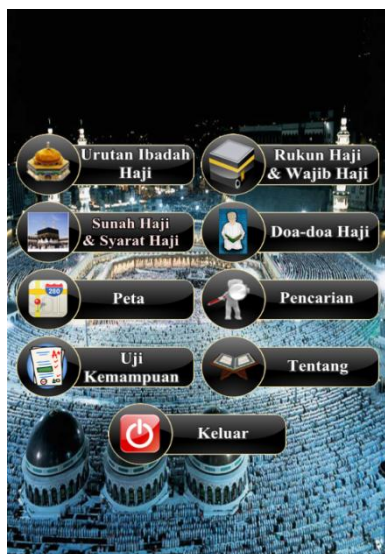 Urutan Ibadah
Haji
Rukun Haji
& Wajib Haji
Sunah Haji
& Syarat Haji
Doa-doa Haji
280
Peta
Pencarian
A+
Uji
Kemampuan
Tentang
Keluar